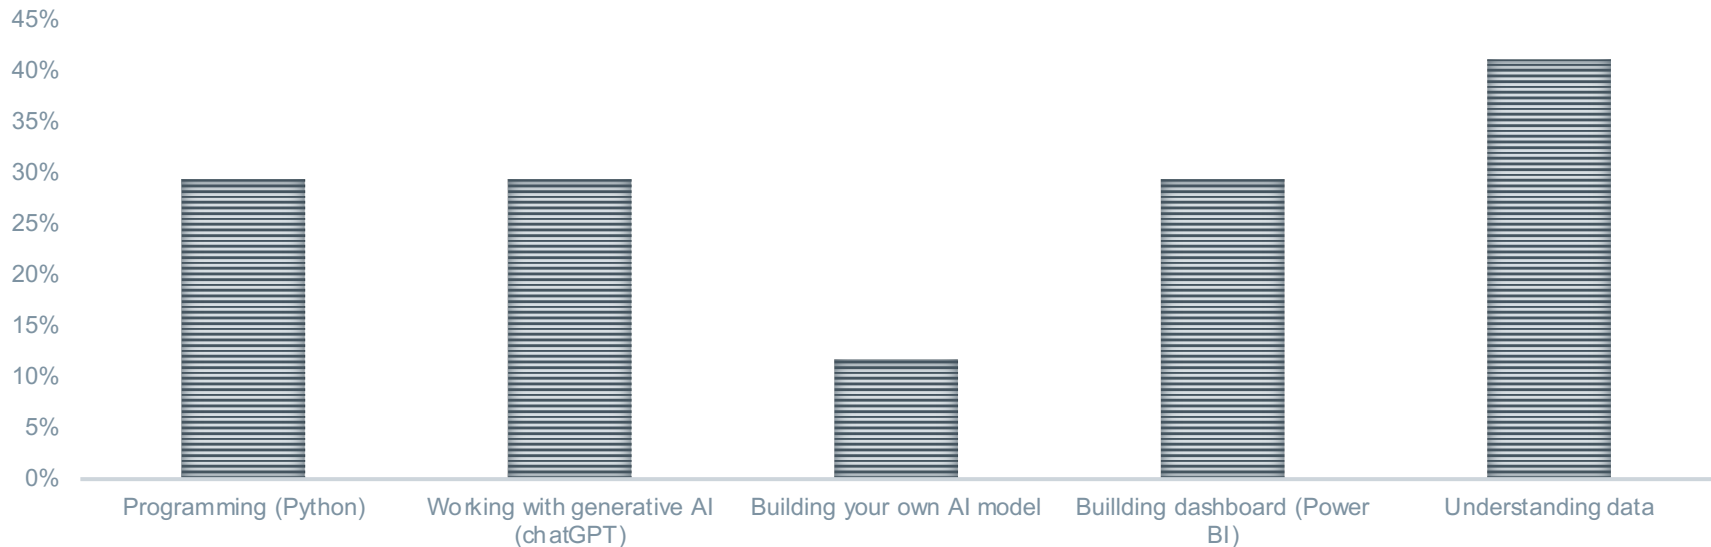 45%
40%
35%
30%
25%
20%
15%
10%
5%
0%
Programming (Python)
Working with generative AI
(chatGPT)
Building your own AI model
Buillding dashboard (Power
BI)
Understanding data